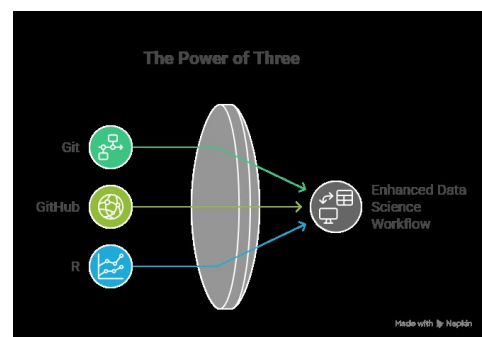 The Power of Three
Git
GitHub
R
Enhanced Data
Science
Workflow
Made with Napkin